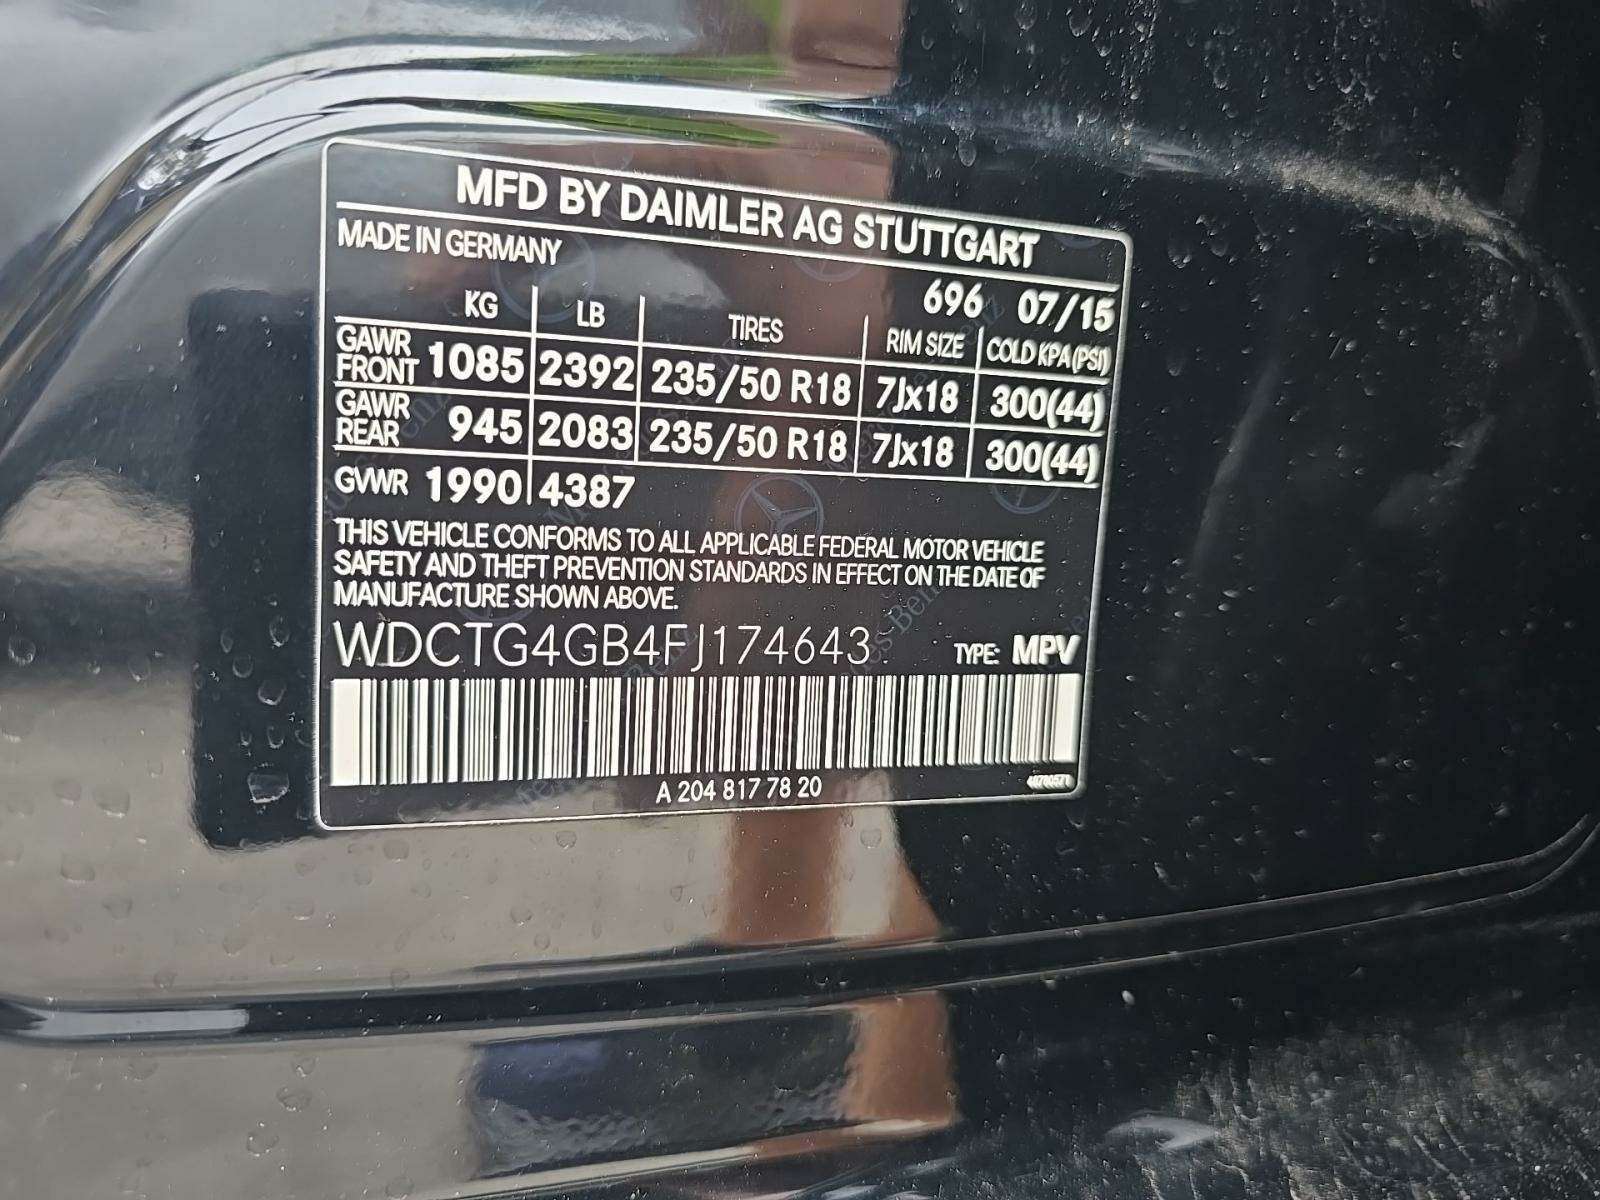 MFD BY DAIMLER AG STUTTGART
MADE IN GERMANY
696 07/15
KG LB TIRES RIM SIZE COLD KPA(PSI)
GAWR FRONT 1085 2392 235/50 R18 7Jx18 300(44)
GAWR REAR 945 2083 235/50 R18 7Jx18 300(44)
GVWR 1990 4387
THIS VEHICLE CONFORMS TO ALL APPLICABLE FEDERAL MOTOR VEHICLE
SAFETY AND THEFT PREVENTION STANDARDS IN EFFECT ON THE DATE OF
MANUFACTURE SHOWN ABOVE.
WDCTG4GB4FJ174643 TYPE: MPV
A 204 817 78 20